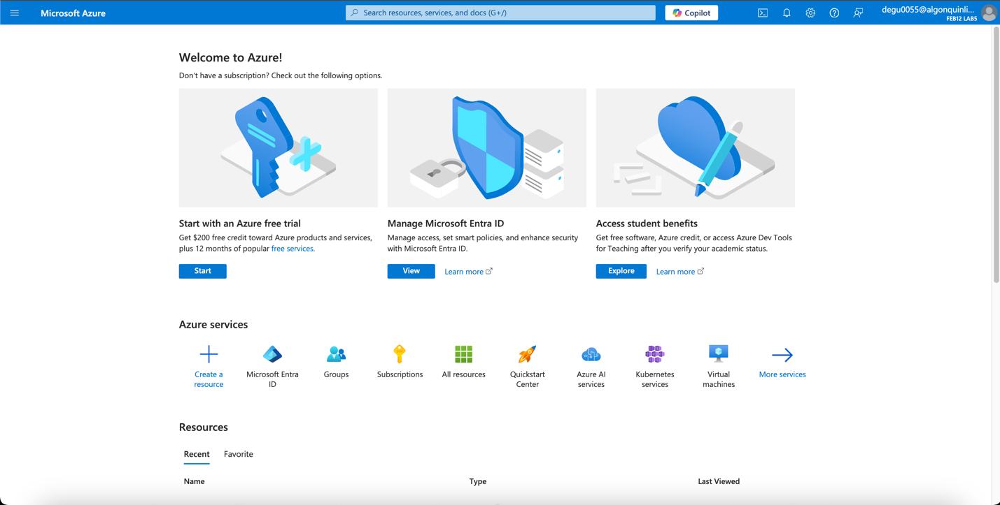 Microsoft Azure
Search resources, services, and docs (G+/)
Copilot
degu0055@algonquinli...
FEB12 LABS
Welcome to Azure!
Don't have a subscription? Check out the following options.
Start with an Azure free trial
Get $200 free credit toward Azure products and services,
plus 12 months of popular free services.
Start
Manage Microsoft Entra ID
Manage access, set smart policies, and enhance security
with Microsoft Entra ID.
View
Learn more
Access student benefits
Get free software, Azure credit, or access Azure Dev Tools
for Teaching after you verify your academic status.
Explore
Learn more
Azure services
Create a
resource
Microsoft Entra
ID
Groups
Subscriptions
All resources
Quickstart
Center
Azure AI
services
Kubernetes
services
Virtual
machines
More services
Resources
Recent
Favorite
Name
Type
Last Viewed